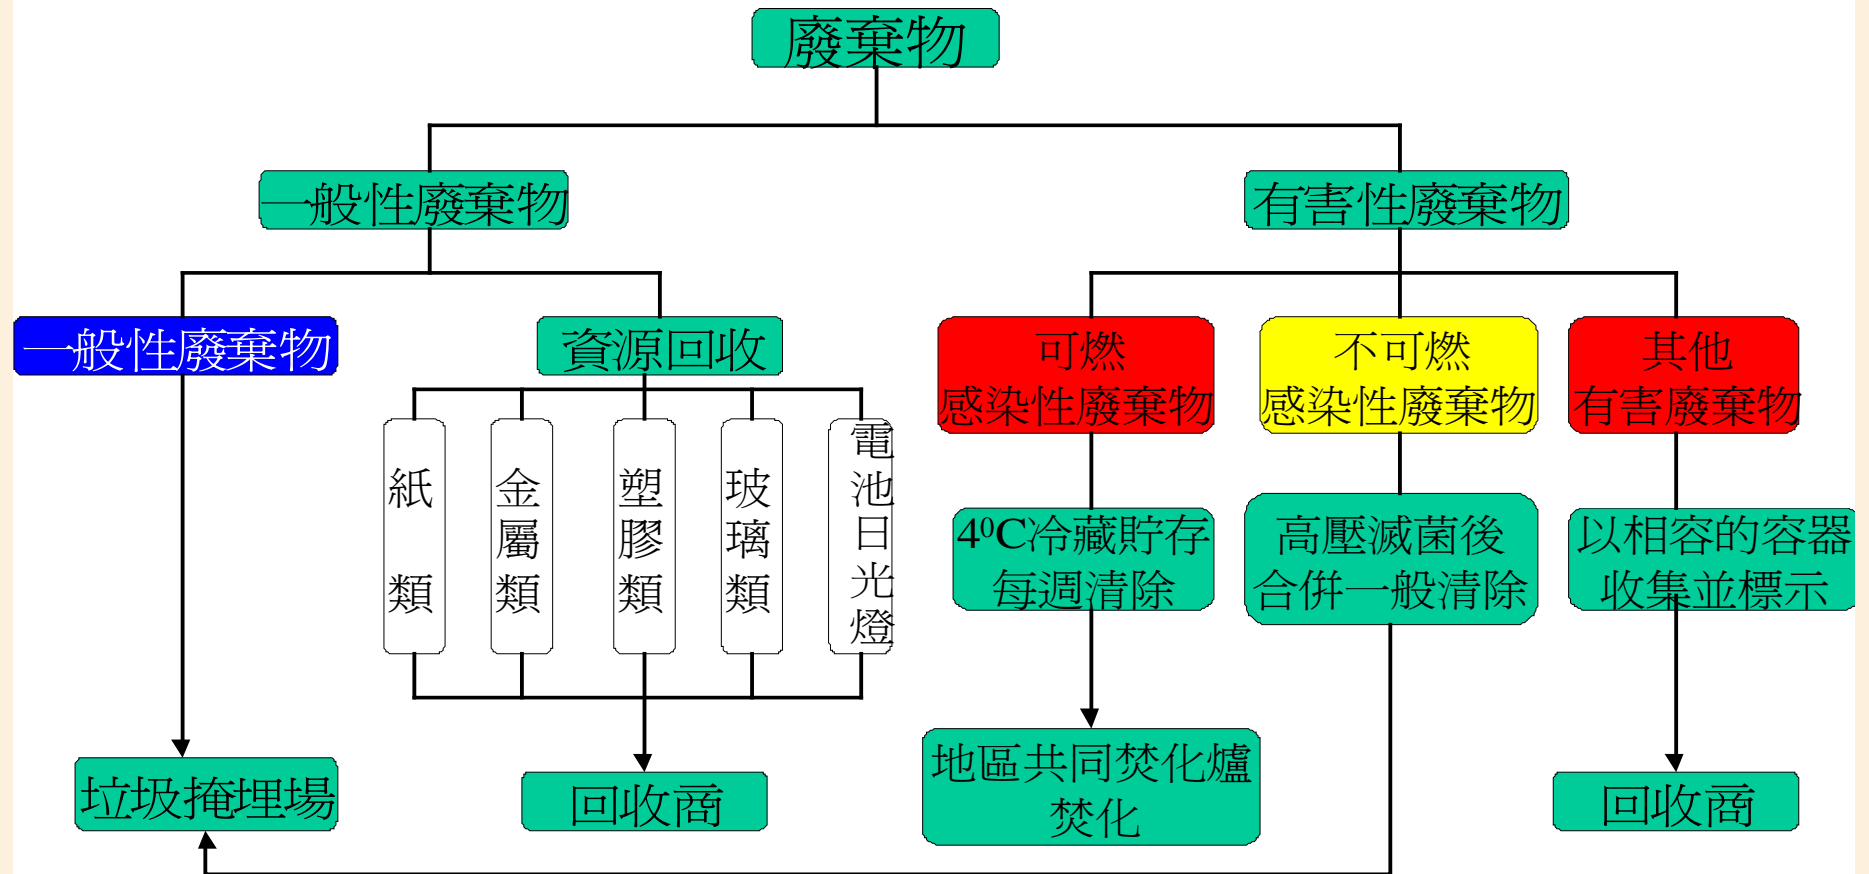 廢棄物
一般性廢棄物
有害性廢棄物
一般性廢棄物
資源回收
可燃
感染性廢棄物
不可燃
感染性廢棄物
其他
有害廢棄物
紙類
金屬類
塑膠類
玻璃類
電池日光燈
4⁰C冷藏貯存
每週清除
高壓滅菌後
合併一般清除
以相容的容器
收集並標示
垃圾掩埋場
回收商
地區共同焚化爐
焚化
回收商